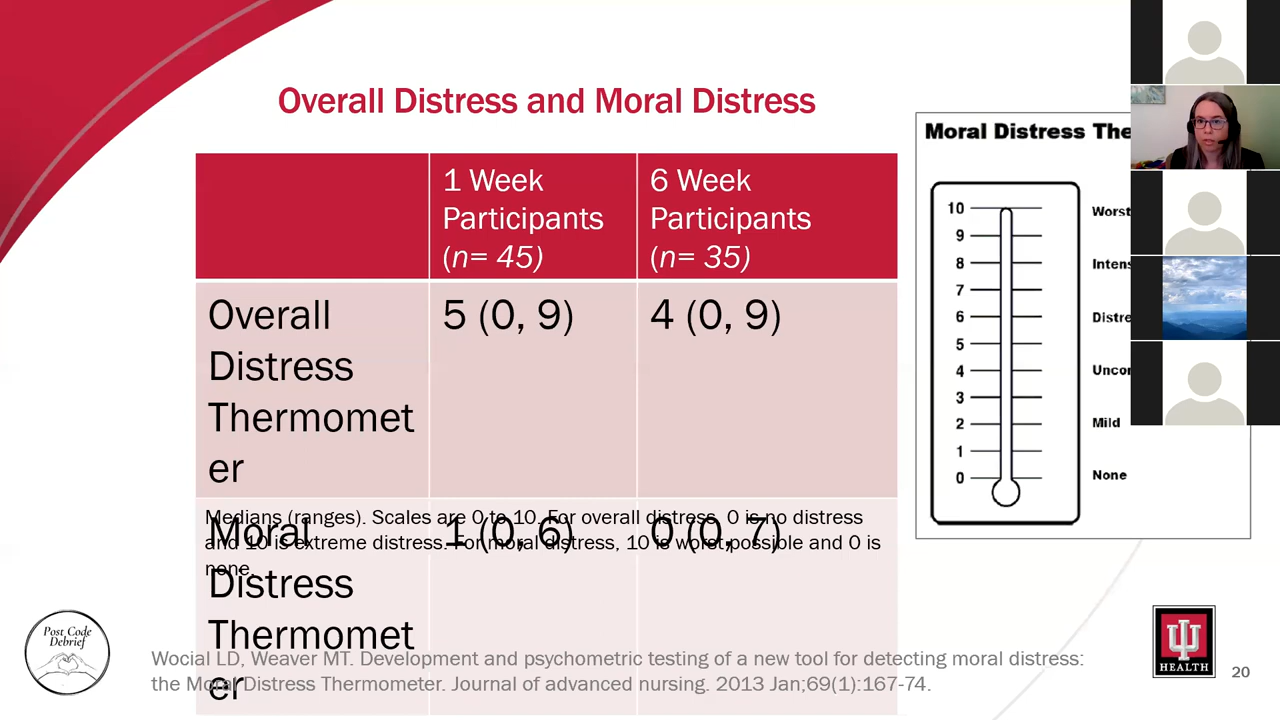 Overall Distress and Moral Distress
1 Week
Participants
(n= 45)
6 Week
Participants
(n= 35)
Overall
Distress
Thermomet
er
5 (0, 9)
4 (0, 9)
Moral
Distress
Thermomet
er
1 (0, 6)
0 (0, 7)
Medians (ranges). Scales are 0 to 10. For overall distress, 0 is no distress
and 10 is extreme distress. For moral distress, 10 is worst possible and 0 is
none.
Moral Distress The
10
9
8
7
6
5
4
3
2
1
0
Worst
Intens
Distre
Uncor
Mild
None
Post Code
Debrief
Wocial LD, Weaver MT. Development and psychometric testing of a new tool for detecting moral distress:
the Moral Distress Thermometer. Journal of advanced nursing. 2013 Jan;69(1):167-74.
HEALTH
20